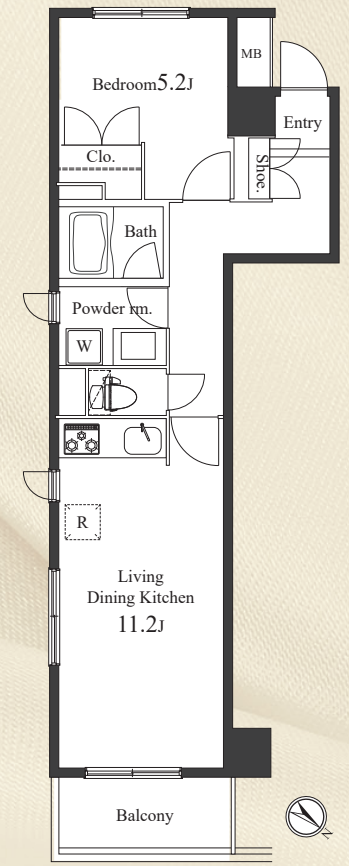 MB
Bedroom5.2J
Entry
Clo.
Shoe.
Bath
Powder rm.
W
R
Living
Dining Kitchen
11.2J
Balcony
N